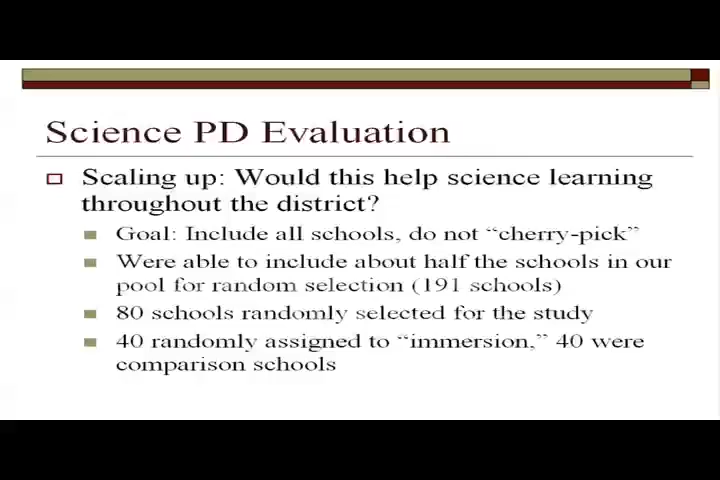 Science PD Evaluation
Scaling up: Would this help science learning
throughout the district?
Goal: Include all schools, do not “cherry-pick”
Were able to include about half the schools in our
pool for random selection (191 schools)
80 schools randomly selected for the study
40 randomly assigned to “immersion,” 40 were
comparison schools